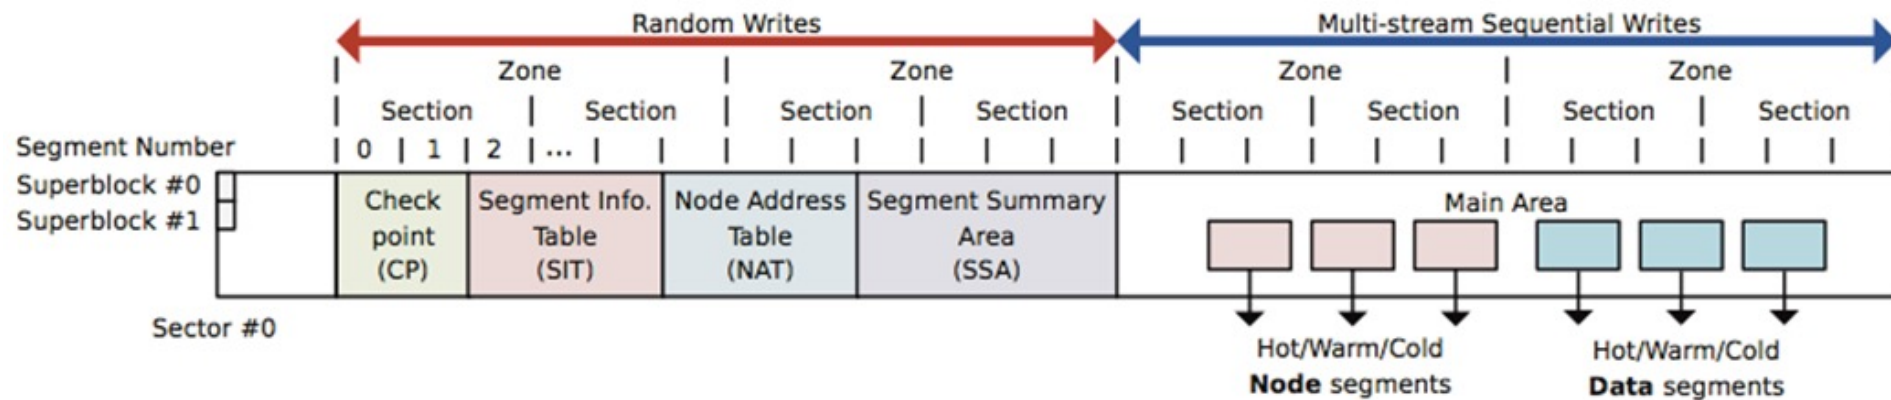 Random Writes
Multi-stream Sequential Writes
Zone
Zone
Zone
Zone
Section
Section
Section
Section
Section
Section
Section
Section
Segment Number
0
1
2
...
Superblock #0
Superblock #1
Check
point
(CP)
Segment Info.
Table
(SIT)
Node Address
Table
(NAT)
Segment Summary
Area
(SSA)
Main Area
Sector #0
Hot/Warm/Cold
Node segments
Hot/Warm/Cold
Data segments